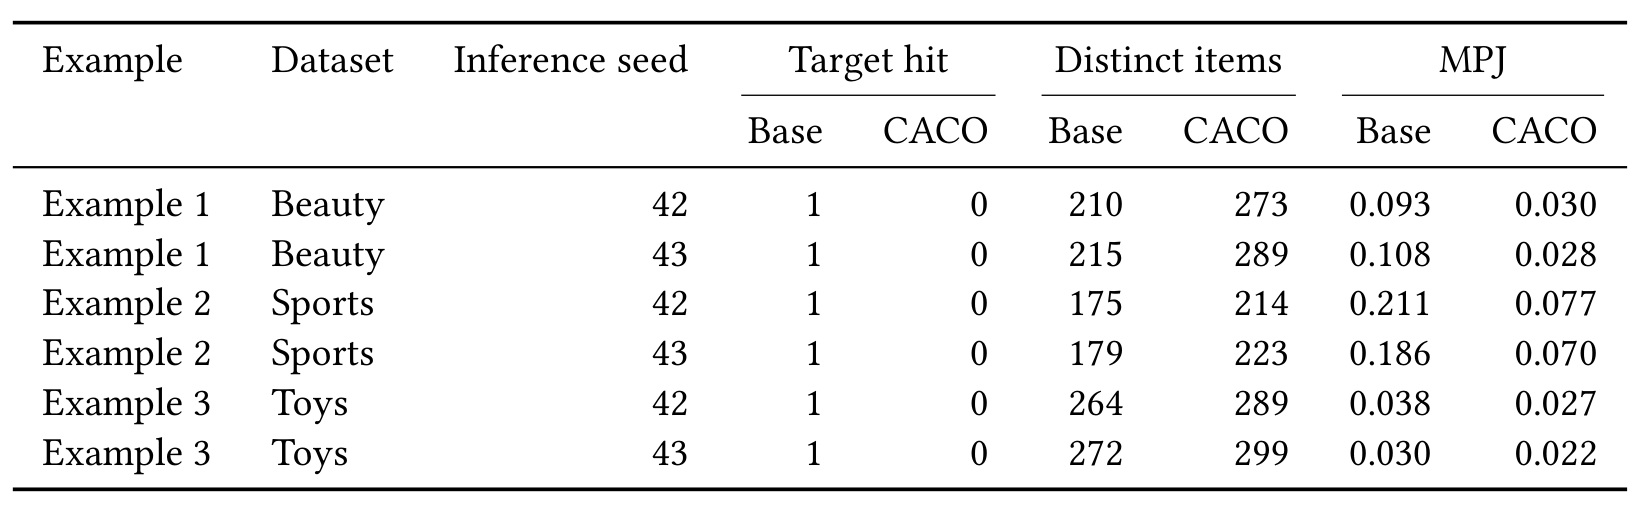 Example Dataset Inference seed Target hit Distinct items MPJ
Base CACO Base CACO Base CACO
Example 1 Beauty 42 1 0 210 273 0.093 0.030
Example 1 Beauty 43 1 0 215 289 0.108 0.028
Example 2 Sports 42 1 0 175 214 0.211 0.077
Example 2 Sports 43 1 0 179 223 0.186 0.070
Example 3 Toys 42 1 0 264 289 0.038 0.027
Example 3 Toys 43 1 0 272 299 0.030 0.022